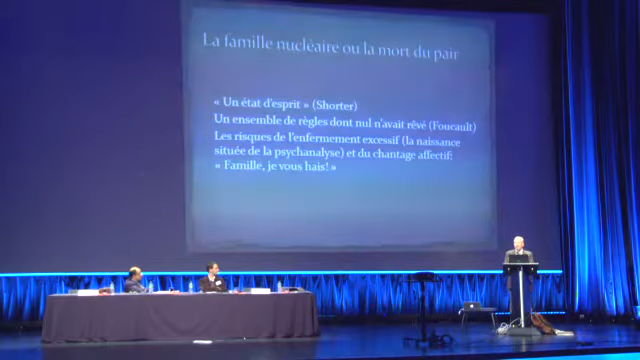 La famille nucléaire ou la mort du pair
« Un état d'esprit » (Shorter)
Un ensemble de règles dont nul n'avait rêvé (Foucault)
Les risques de l'enfermement excessif (la naissance
située de la psychanalyse) et du chantage affectif:
« Famille, je vous hais! »